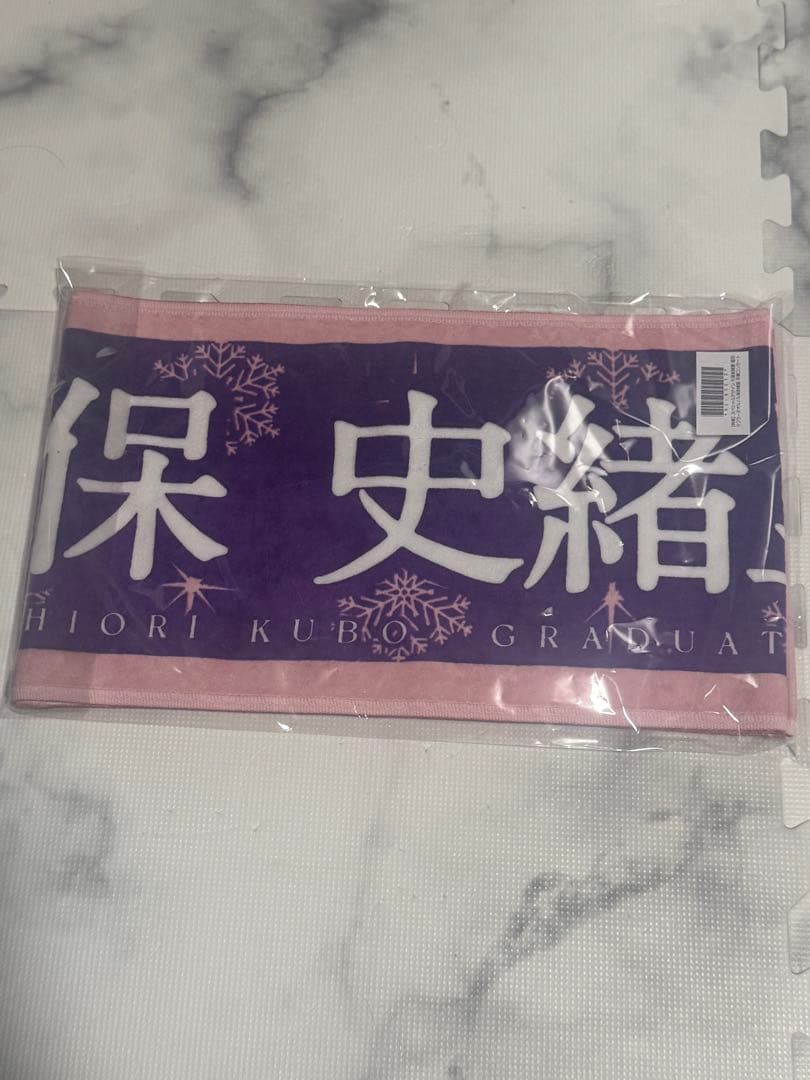 保 史緒
HIORI KUBO GRADUAT